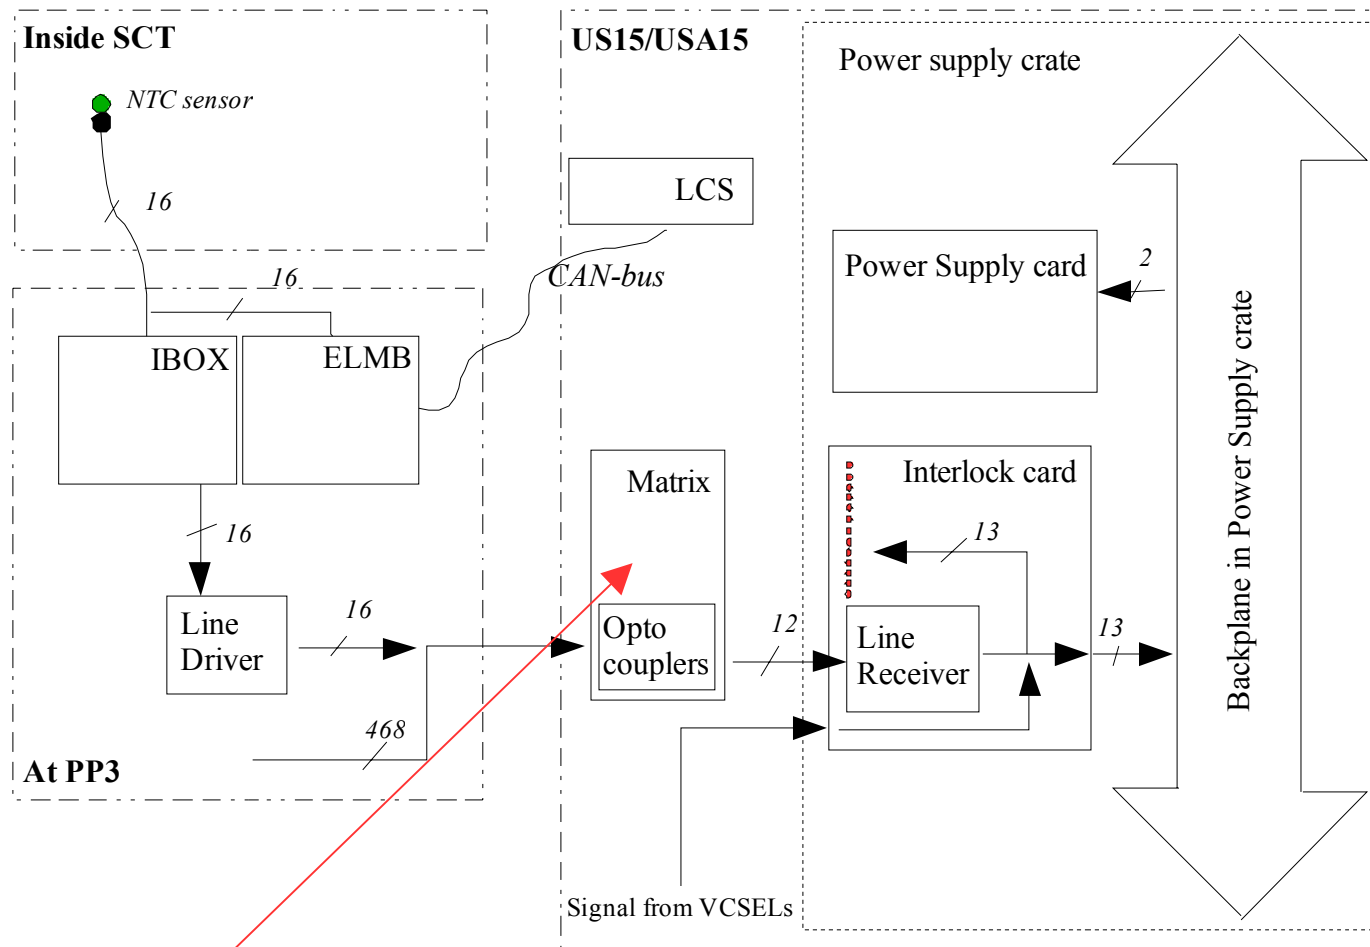 Inside SCT
NTC sensor
16
16
IBOX
ELMB
16
Line
Driver
16
468
At PP3
US15/USA15
LCS
CAN-bus
Matrix
Opto
couplers
12
Signal from VCSELs
Power supply crate
Power Supply card
2
Interlock card
13
Line
Receiver
13
Backplane in Power Supply crate